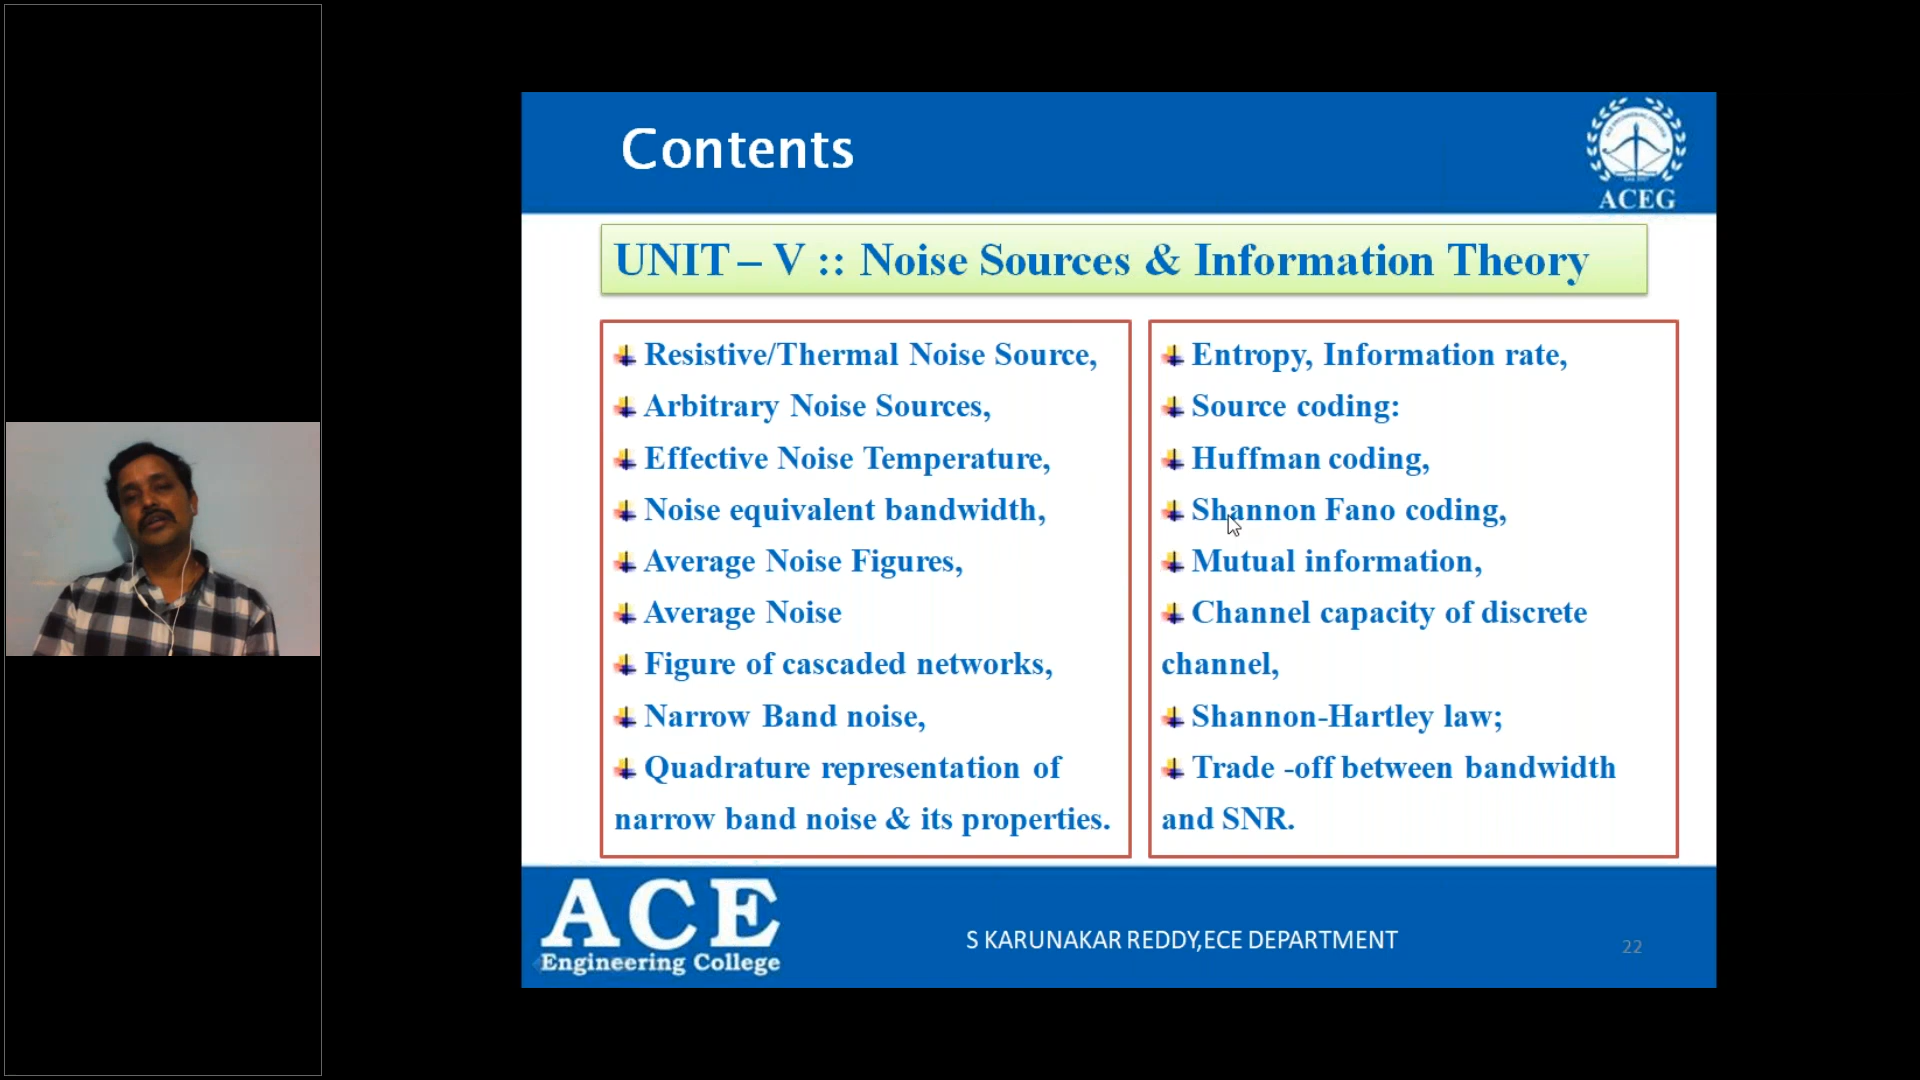 Contents
ACEG
UNIT – V :: Noise Sources & Information Theory
Resistive/Thermal Noise Source,
Arbitrary Noise Sources,
Effective Noise Temperature,
Noise equivalent bandwidth,
Average Noise Figures,
Average Noise
Figure of cascaded networks,
Narrow Band noise,
Quadrature representation of
narrow band noise & its properties.
Entropy, Information rate,
Source coding:
Huffman coding,
Shannon Fano coding,
Mutual information,
Channel capacity of discrete
channel,
Shannon-Hartley law;
Trade -off between bandwidth
and SNR.
ACE
Engineering College
S KARUNAKAR REDDY,ECE DEPARTMENT
22